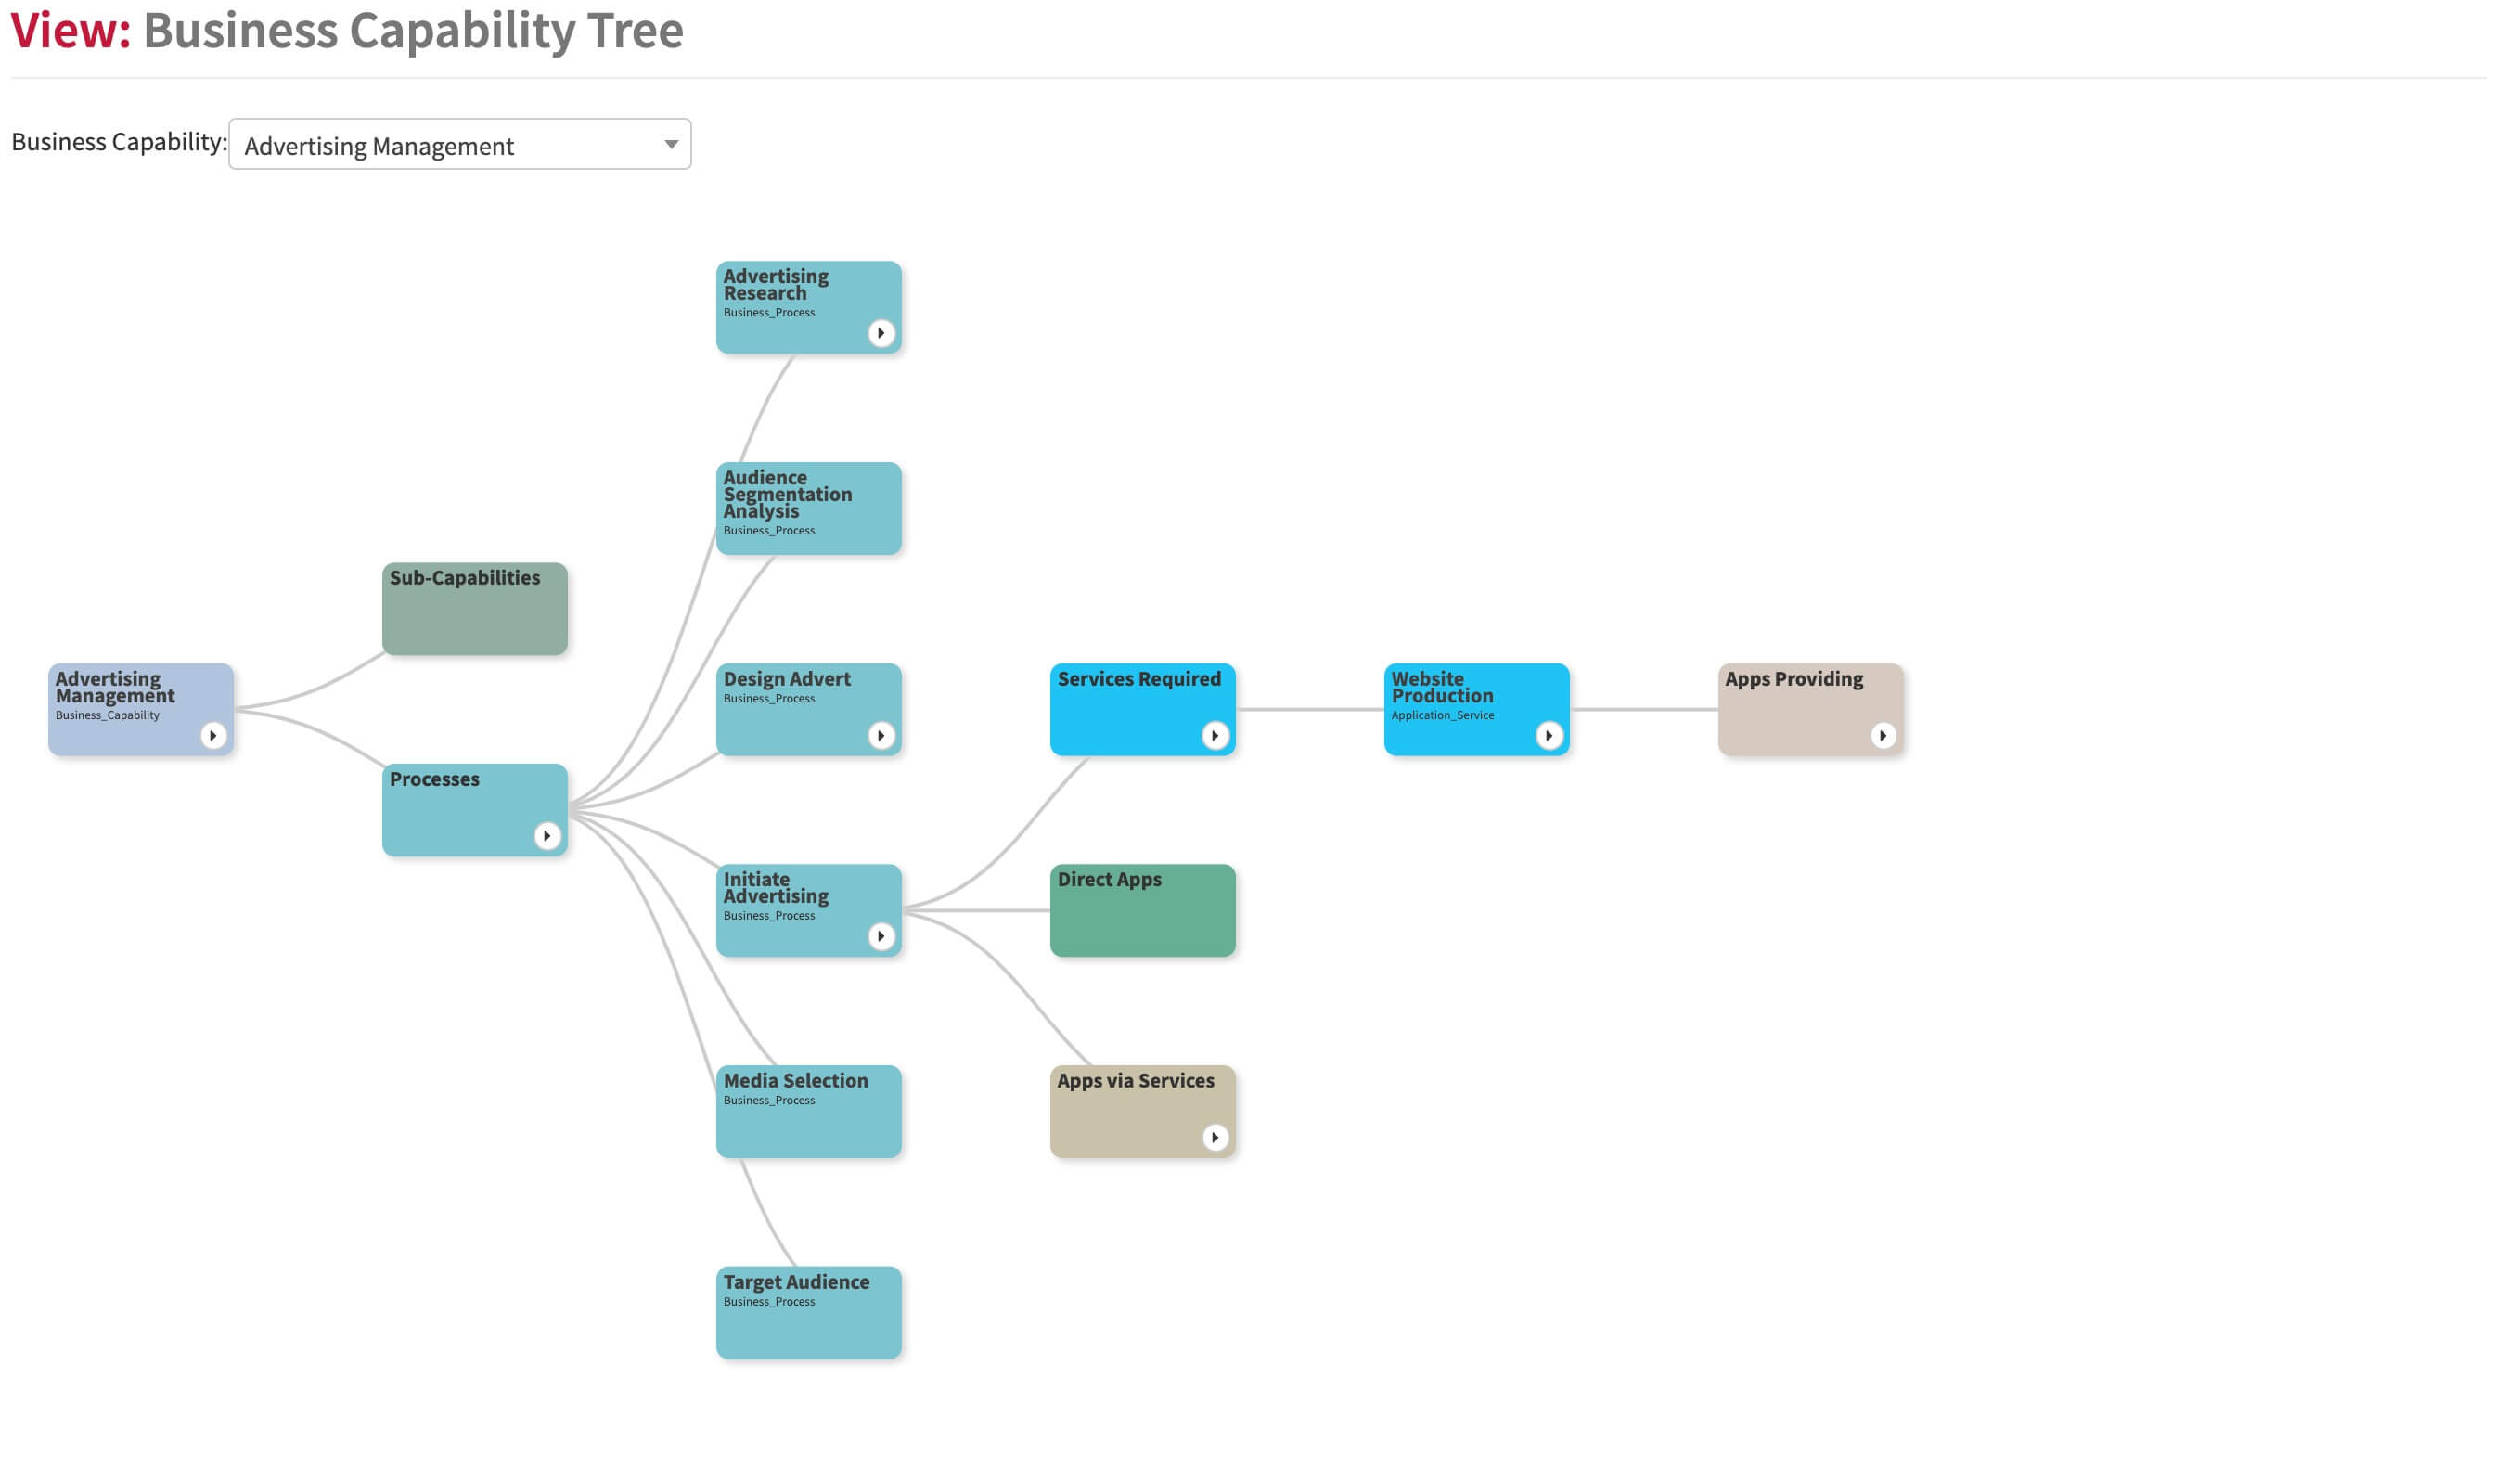 View: Business Capability Tree
Business Capability:
Advertising Management
Advertising
Research
Business_Process
Audience
Segmentation
Analysis
Business_Process
Sub-Capabilities
Advertising
Management
Business_Capability
Design Advert
Business_Process
Services Required
Website
Production
Application_Service
Apps Providing
Processes
Initiate
Advertising
Business_Process
Direct Apps
Media Selection
Business_Process
Apps via Services
Target Audience
Business_Process